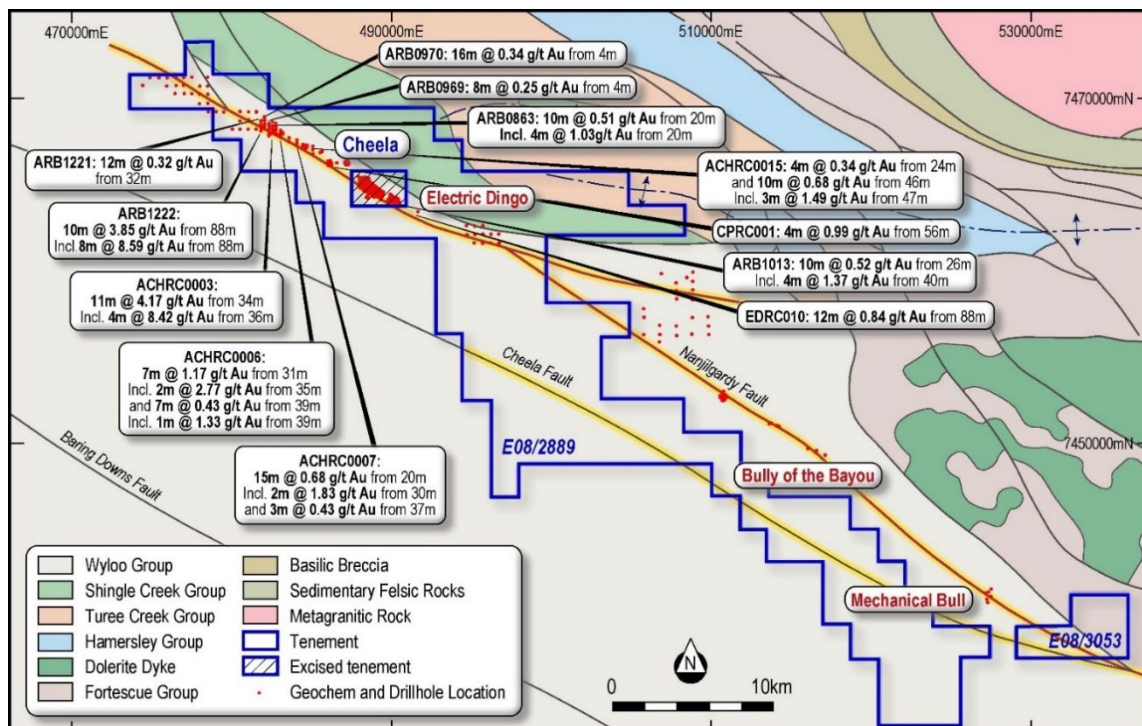 470000mE
490000mE
510000mE
530000mE
ARB0970: 16m @ 0.34 g/t Au from 4m
ARB0969: 8m @ 0.25 g/t Au from 4m
7470000mN
ARB0863: 10m @ 0.51 g/t Au from 20m
Incl. 4m @ 1.03g/t Au from 20m
Cheela
ARB1221: 12m @ 0.32 g/t Au
from 32m
ACHRC0015: 4m @ 0.34 g/t Au from 24m
and 10m @ 0.68 g/t Au from 46m
Incl. 3m @ 1.49 g/t Au from 47m
Electric Dingo
ARB1222:
10m @ 3.85 g/t Au from 88m
Incl. 8m @ 8.59 g/t Au from 88m
CPRC001: 4m @ 0.99 g/t Au from 56m
ARB1013: 10m @ 0.52 g/t Au from 26m
Incl. 4m @ 1.37 g/t Au from 40m
ACHRC0003:
11m @ 4.17 g/t Au from 34m
Incl. 4m @ 8.42 g/t Au from 36m
EDRC010: 12m @ 0.84 g/t Au from 88m
ACHRC0006:
7m @ 1.17 g/t Au from 31m
Incl. 2m @ 2.77 g/t Au from 35m
and 7m @ 0.43 g/t Au from 39m
Incl. 1m @ 1.33 g/t Au from 39m
Cheela Fault
Nanjilgardy Fault
Baring Downs Fault
E08/2889
7450000mN
ACHRC0007:
15m @ 0.68 g/t Au from 20m
Incl. 2m @ 1.83 g/t Au from 30m
and 3m @ 0.43 g/t Au from 37m
Bully of the Bayou
Mechanical Bull
E08/3053
Wyloo Group
Shingle Creek Group
Turee Creek Group
Hamersley Group
Dolerite Dyke
Fortescue Group
Basilic Breccia
Sedimentary Felsic Rocks
Metagranitic Rock
Tenement
Excised tenement
Geochem and Drillhole Location
N
0
10km